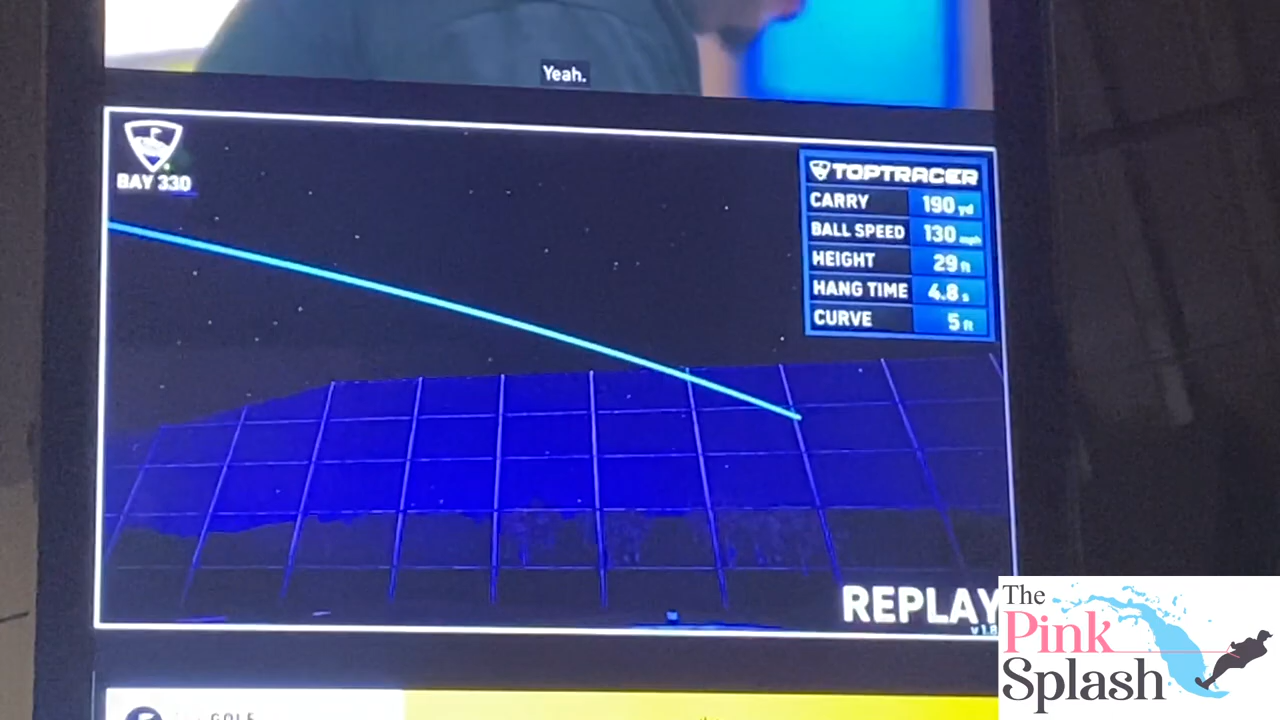 Yeah.
BAY 330
TOPTRACER
CARRY 190 yd
BALL SPEED 130 mph
HEIGHT 29 ft
HANG TIME 4.8 s
CURVE 5 ft
REPLAY
GOLF
The
Pink
Splash